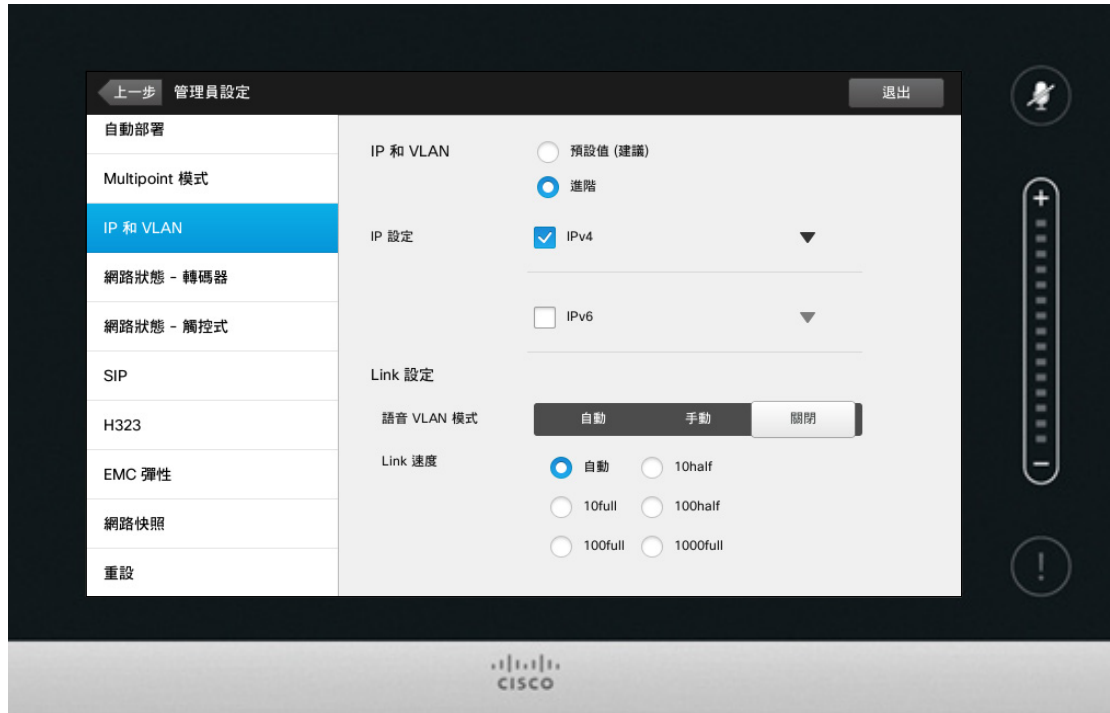 上一步 管理員設定 退出
自動部署
Multipoint 模式
IP 和 VLAN
網路狀態 - 轉碼器
網路狀態 - 觸控式
SIP
H323
EMC 彈性
網路快照
重設
IP 和 VLAN 預設值 (建議)
進階
IP 設定 IPv4
IPv6
Link 設定
語音 VLAN 模式 自動 手動 關閉
Link 速度 自動 10half
10full 100half
100full 1000full
+
−
!
CISCO